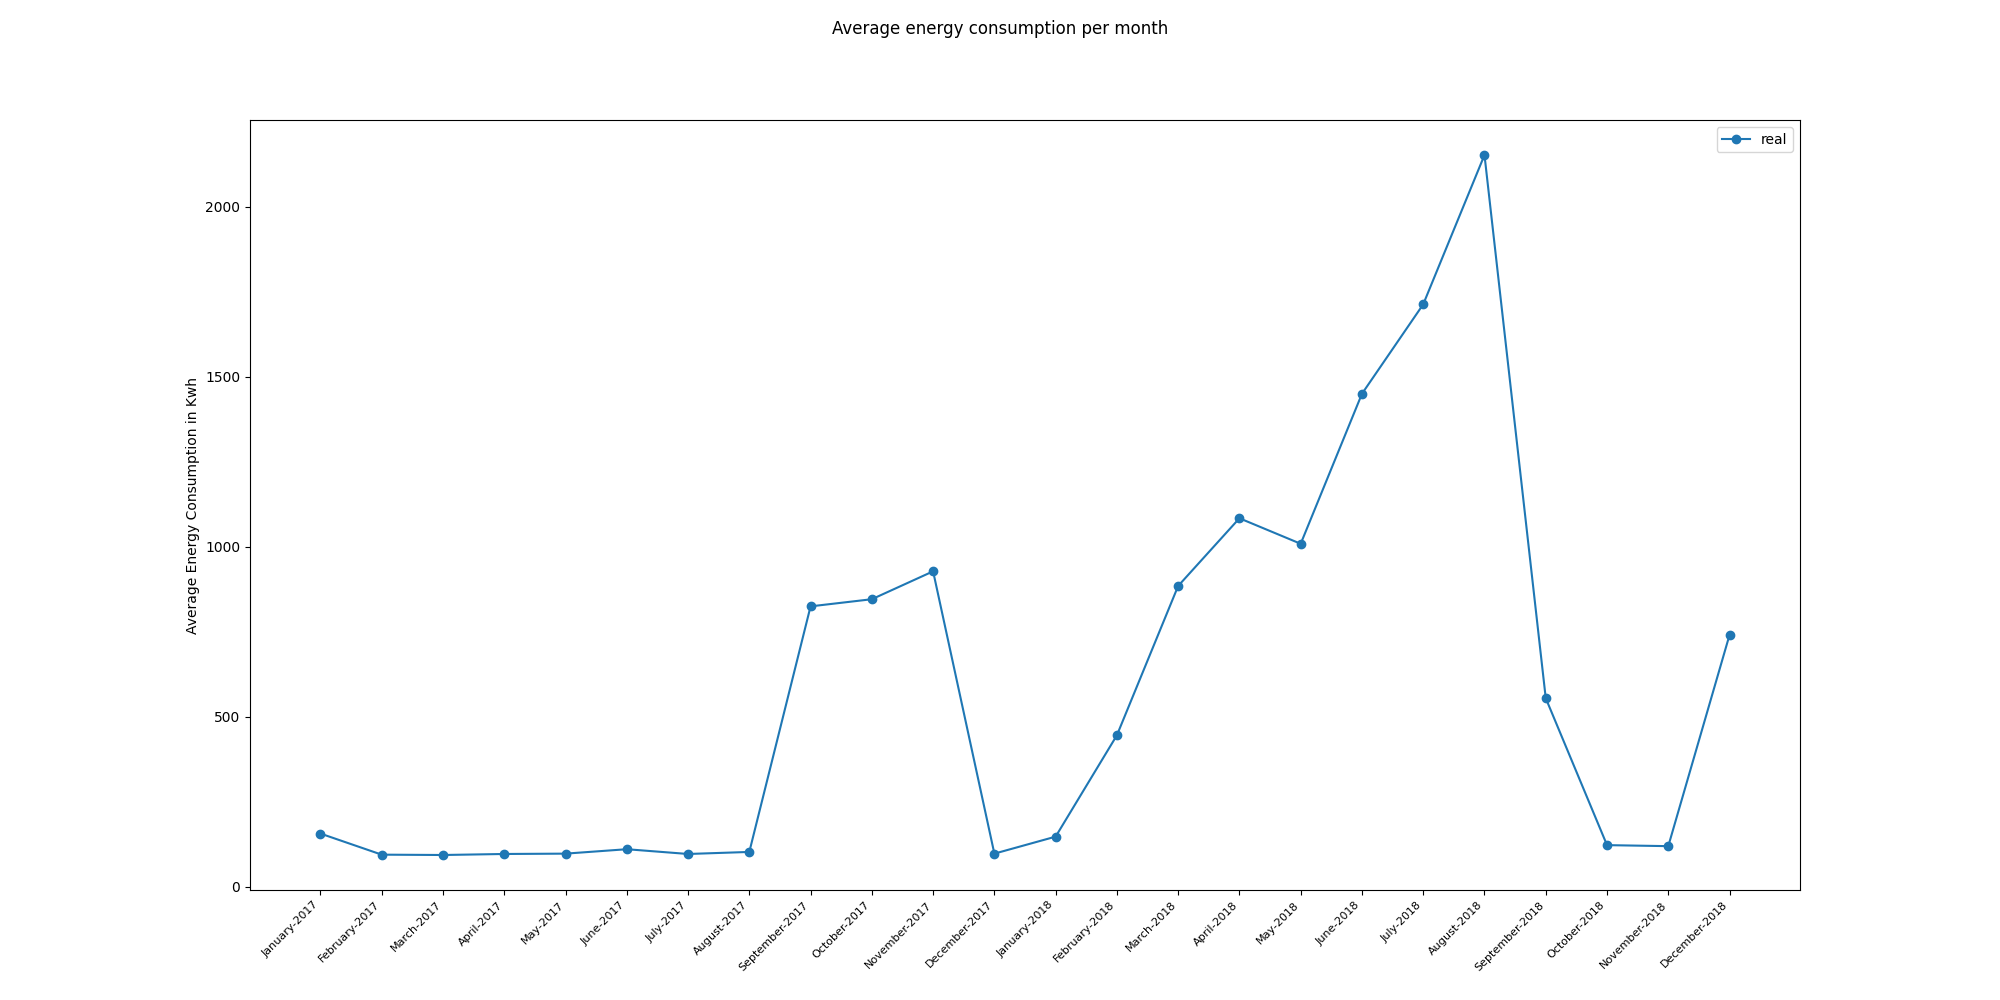 Average energy consumption per month
real
Average Energy Consumption in Kwh
2000
1500
1000
500
0
January-2017
February-2017
March-2017
April-2017
May-2017
June-2017
July-2017
August-2017
September-2017
October-2017
November-2017
December-2017
January-2018
February-2018
March-2018
April-2018
May-2018
June-2018
July-2018
August-2018
September-2018
October-2018
November-2018
December-2018